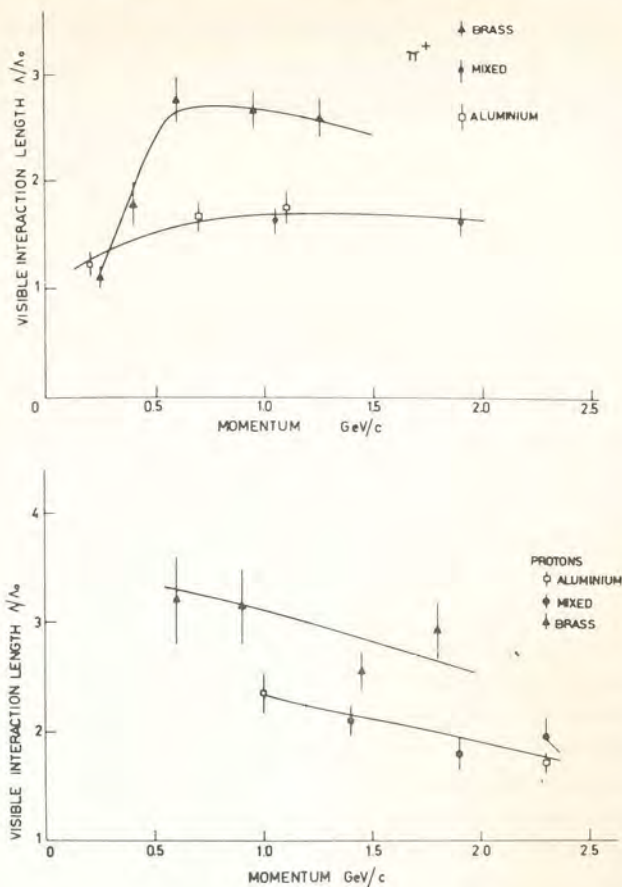 π+
BRASS
MIXED
ALUMINIUM
VISIBLE INTERACTION LENGTH Λ/Λo
3
2
1
0
0.5
1.0
1.5
2.0
2.5
MOMENTUM GeV/c
PROTONS
ALUMINIUM
MIXED
BRASS
VISIBLE INTERACTION LENGTH Λ/Λo
4
3
2
1
0
0.5
1.0
1.5
2.0
2.5
MOMENTUM GeV/c